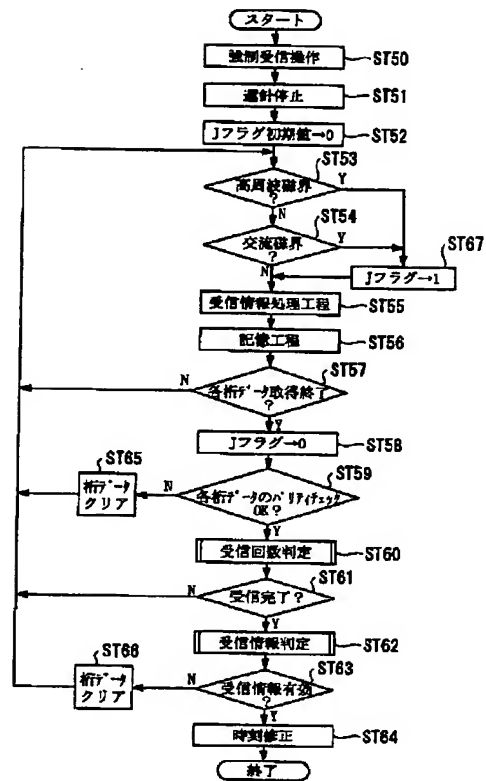 スタート
強制受信操作
ST50
運針停止
ST51
Jフラグ初期値→0
ST52
ST53
高周波磁界
?
Y
N
ST54
交流磁界
?
Y
N
ST67
Jフラグ→1
受信情報処理工程
ST55
記憶工程
ST56
ST57
各桁データ取得終了
?
N
Y
Jフラグ→0
ST58
ST65
桁データ
クリア
ST59
各桁データのパリティチェック
OK?
N
Y
受信回数判定
ST60
ST61
受信完了?
N
Y
受信情報判定
ST62
ST66
桁データ
クリア
ST63
受信情報有効
?
N
Y
時刻修正
ST64
終了